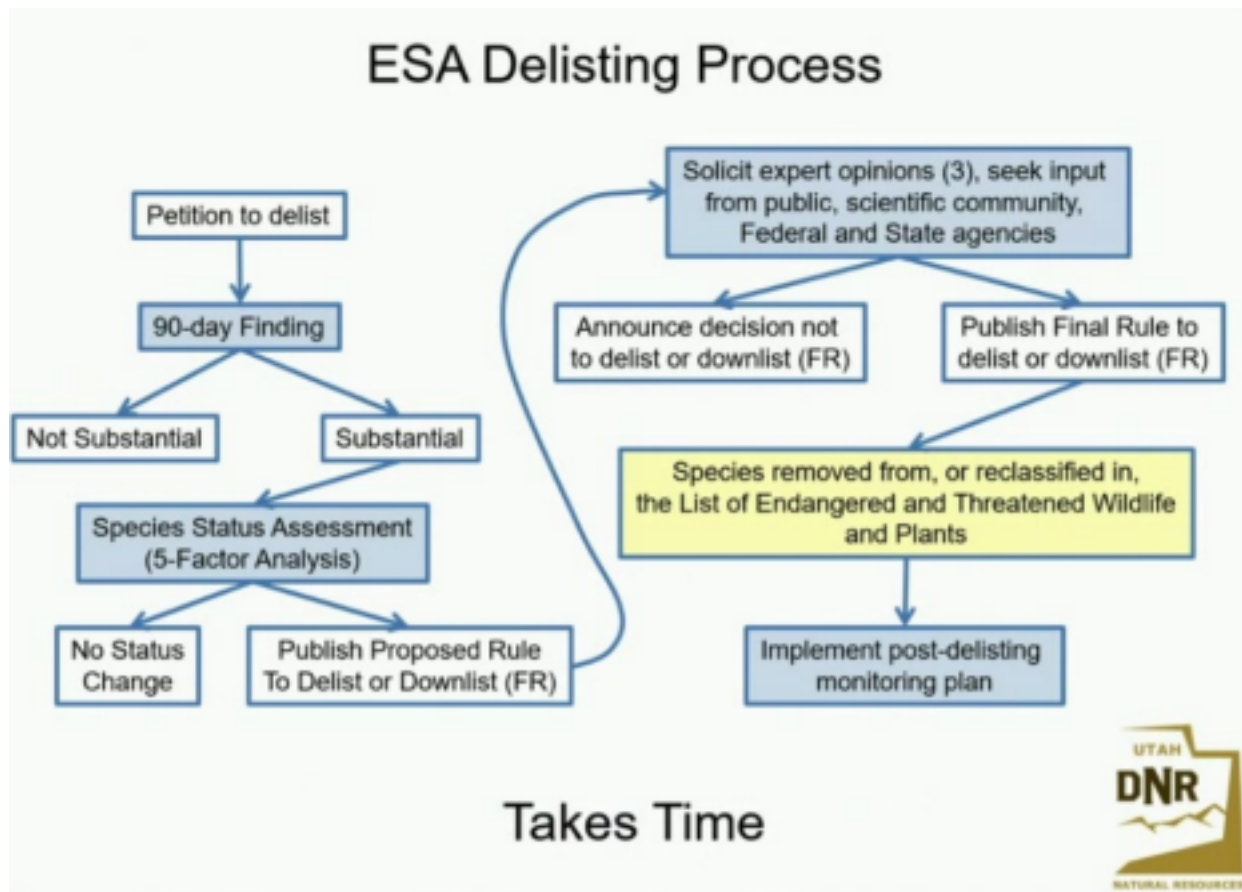 ESA Delisting Process
Petition to delist
90-day Finding
Not Substantial
Substantial
Species Status Assessment
(5-Factor Analysis)
No Status
Change
Publish Proposed Rule
To Delist or Downlist (FR)
Solicit expert opinions (3), seek input
from public, scientific community,
Federal and State agencies
Announce decision not
to delist or downlist (FR)
Publish Final Rule to
delist or downlist (FR)
Species removed from, or reclassified in,
the List of Endangered and Threatened Wildlife
and Plants
Implement post-delisting
monitoring plan
Takes Time
UTAH
DNR
NATURAL RESOURCES